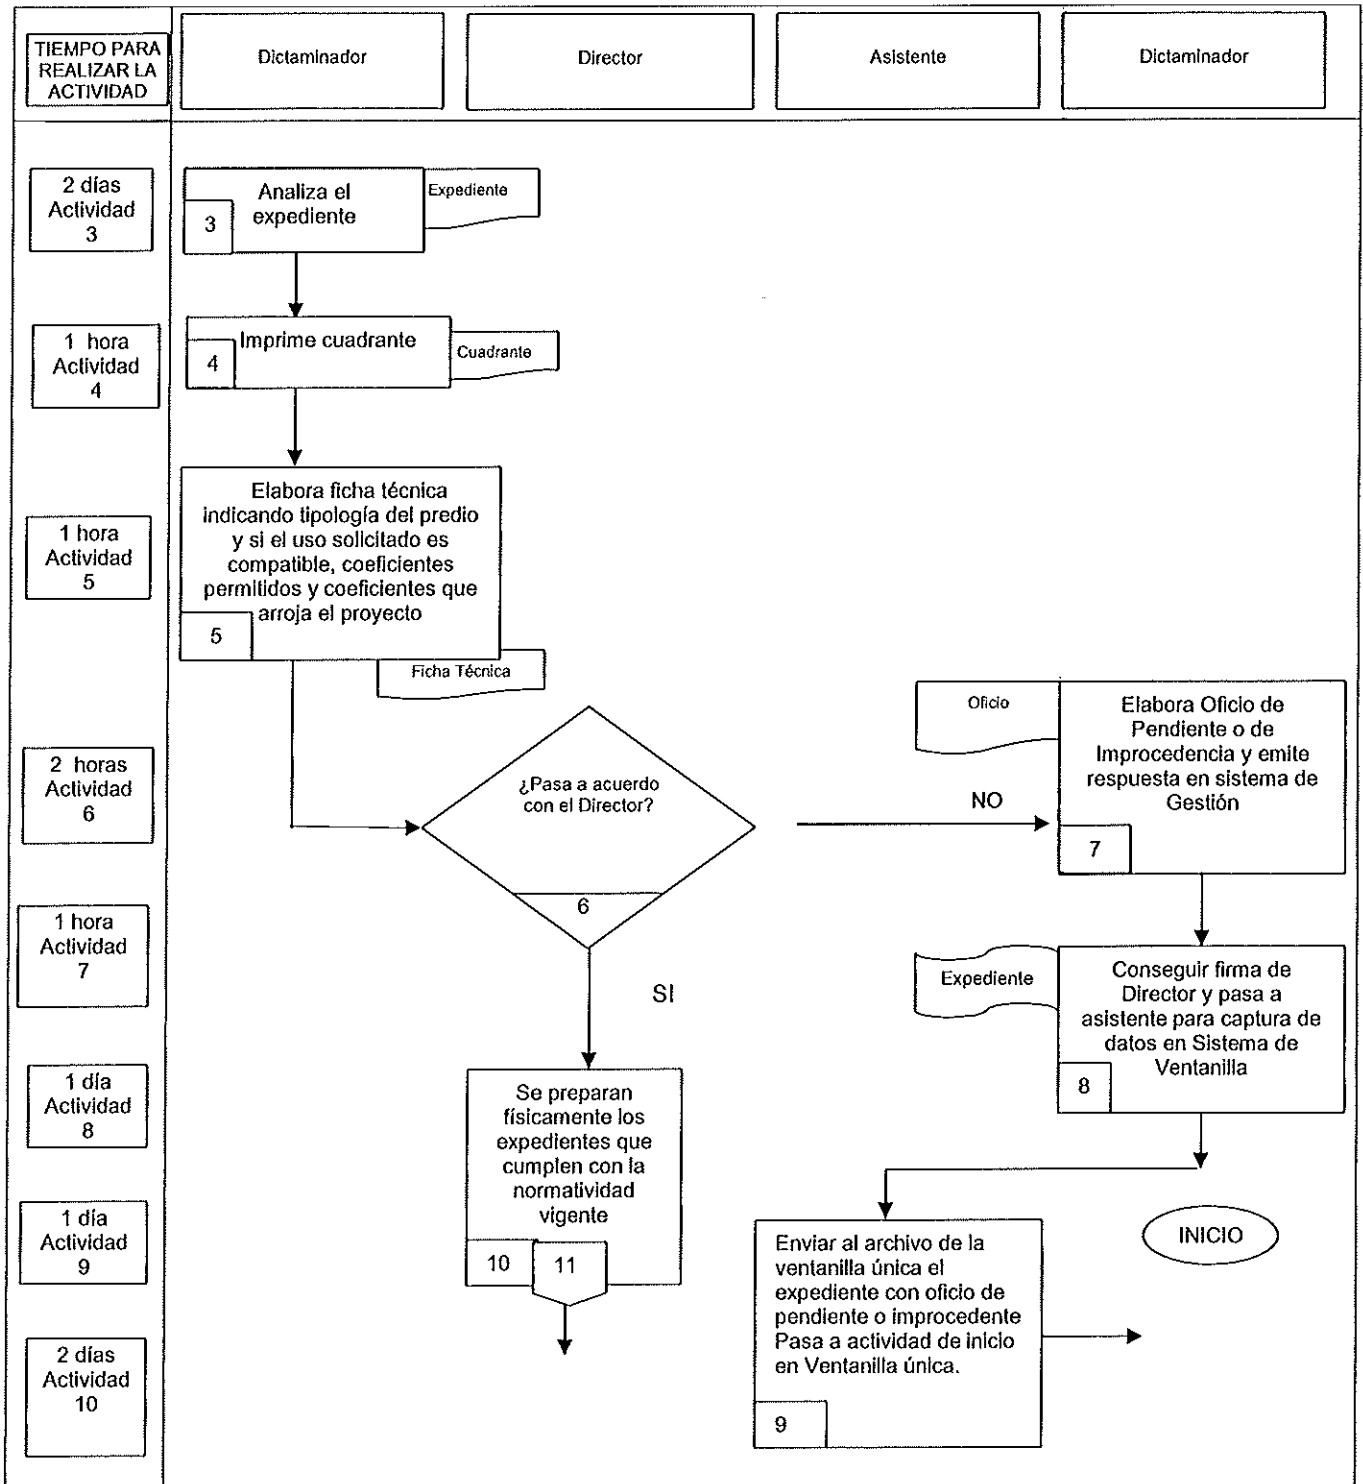 TIEMPO PARA
REALIZAR LA
ACTIVIDAD
Dictaminador
Director
Asistente
Dictaminador
2 días
Actividad
3
Analiza el
expediente
3
Expediente
1 hora
Actividad
4
Imprime cuadrante
4
Cuadrante
1 hora
Actividad
5
Elabora ficha técnica
indicando tipología del predio
y si el uso solicitado es
compatible, coeficientes
permitidos y coeficientes que
arroja el proyecto
5
Ficha Técnica
2 horas
Actividad
6
¿Pasa a acuerdo
con el Director?
6
NO
Oficio
Elabora Oficio de
Pendiente o de
Improcedencia y emite
respuesta en sistema de
Gestión
7
1 hora
Actividad
7
SI
Expediente
Conseguir firma de
Director y pasa a
asistente para captura de
datos en Sistema de
Ventanilla
8
1 día
Actividad
8
Se preparan
físicamente los
expedientes que
cumplen con la
normatividad
vigente
10
11
1 día
Actividad
9
Enviar al archivo de la
ventanilla única el
expediente con oficio de
pendiente o improcedente
Pasa a actividad de inicio
en Ventanilla única.
9
INICIO
2 días
Actividad
10